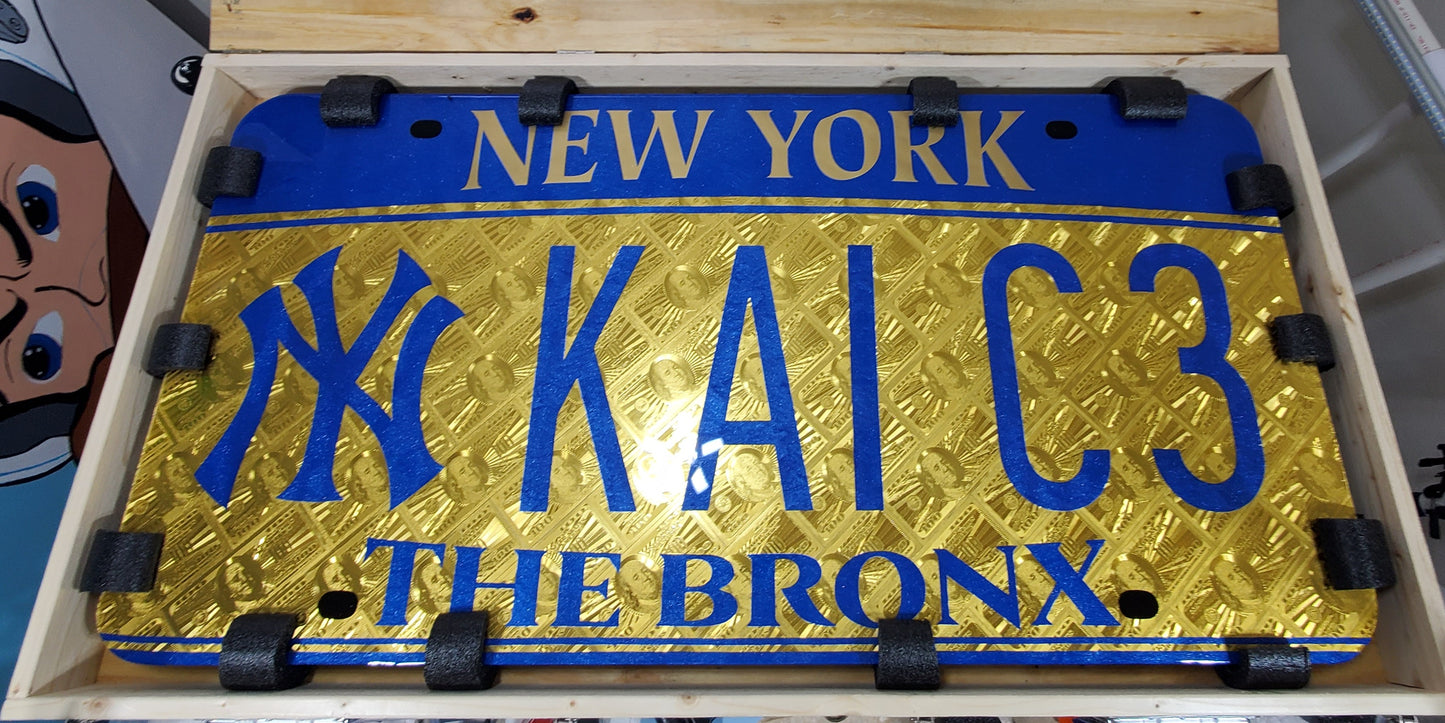 NEW YORK
NY KAI C3
THE BRONX